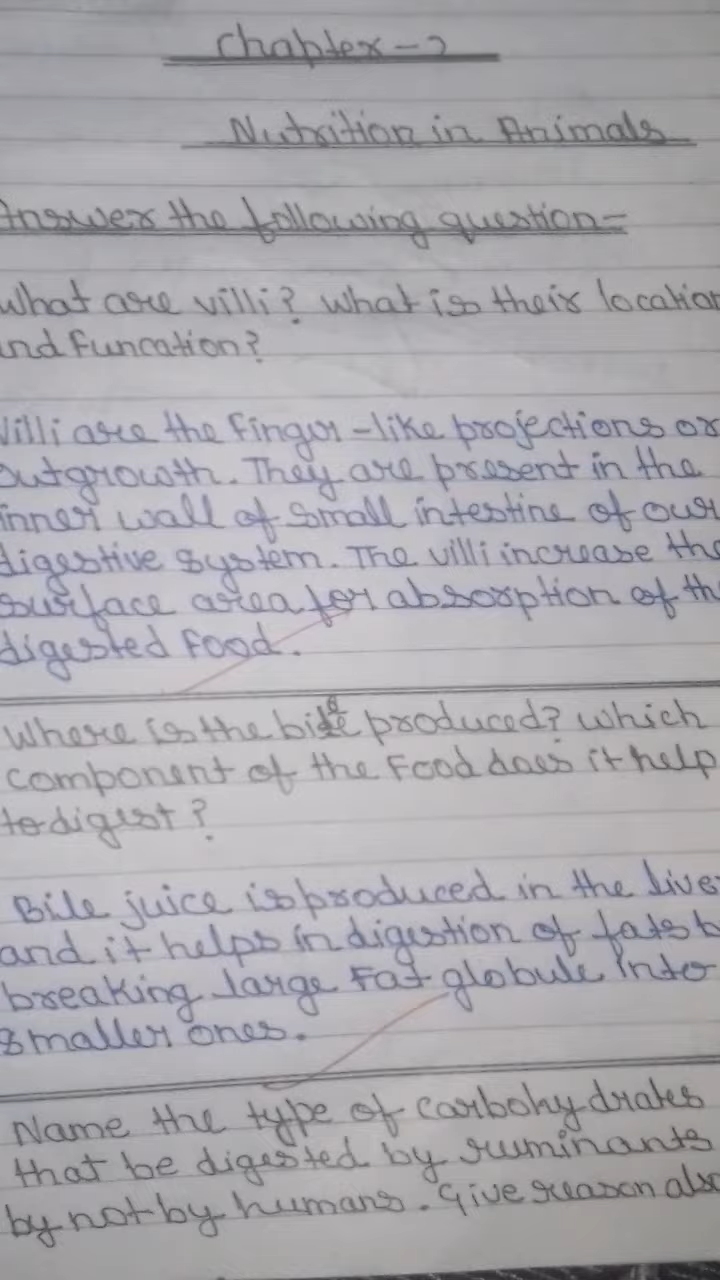 Chapter-2
Nutrition in Animals
Answer the following question-
What are villi? What is their location
and funcation?
Villi are the finger-like projections or
outgrowth. They are present in the
inner wall of small intestine of our
digestive system. The villi increase the
surface area for absorption of the
digested food.
Where is the bile produced? which
component of the food does it help
to digest?
Bile juice is produced in the liver
and it helps in digestion of fats b
breaking large fat globule into
smaller ones.
Name the type of carbohydrates
that be digested by ruminants
by not by humans. Give reason also